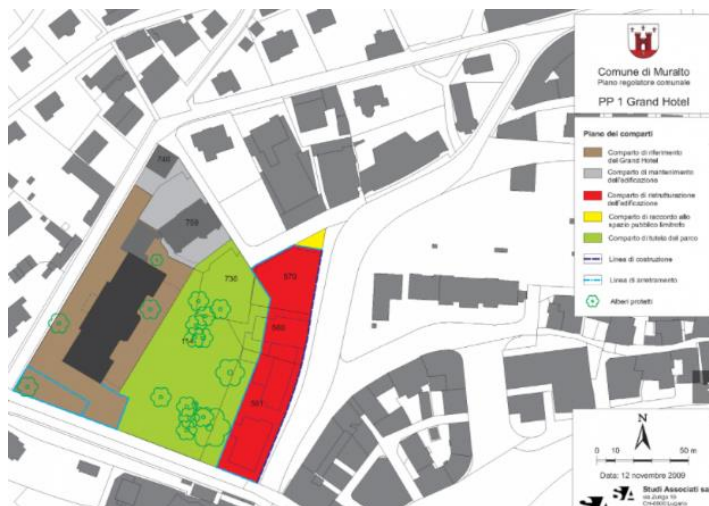 Comune di Muralto
Piano regolatore comunale
PP 1 Grand Hotel
Piano dei comparti
Comparto di riferimento
del Grand Hotel
Comparto di mantenimento
dell'edificazione
Comparto di ristrutturazione
dell'edificazione
Comparto di raccordo allo
spazio pubblico limitrofo
Comparto di tutela del parco
Linea di costruzione
Linea di arretramento
Alberi protetti
759
736
570
N
0 10 50 m
Data: 12 novembre 2009
Studi Associati sa